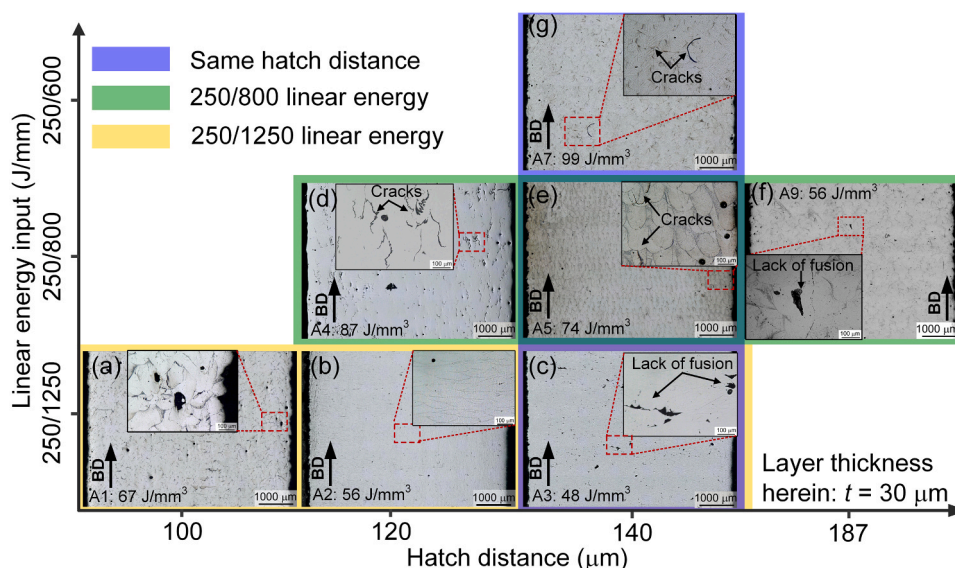 Linear energy input (J/mm)
250/600
250/800
250/1250
Same hatch distance
250/800 linear energy
250/1250 linear energy
(g)
Cracks
100 μm
BD
A7: 99 J/mm³
1000 μm
(d)
Cracks
100 μm
BD
A4: 87 J/mm³
1000 μm
(e)
Cracks
100 μm
BD
A5: 74 J/mm³
1000 μm
(f)
A9: 56 J/mm³
Lack of fusion
100 μm
BD
1000 μm
(a)
100 μm
BD
A1: 67 J/mm³
1000 μm
(b)
100 μm
BD
A2: 56 J/mm³
1000 μm
(c)
Lack of fusion
100 μm
BD
A3: 48 J/mm³
1000 μm
Layer thickness
herein: t = 30 μm
100
120
140
187
Hatch distance (μm)